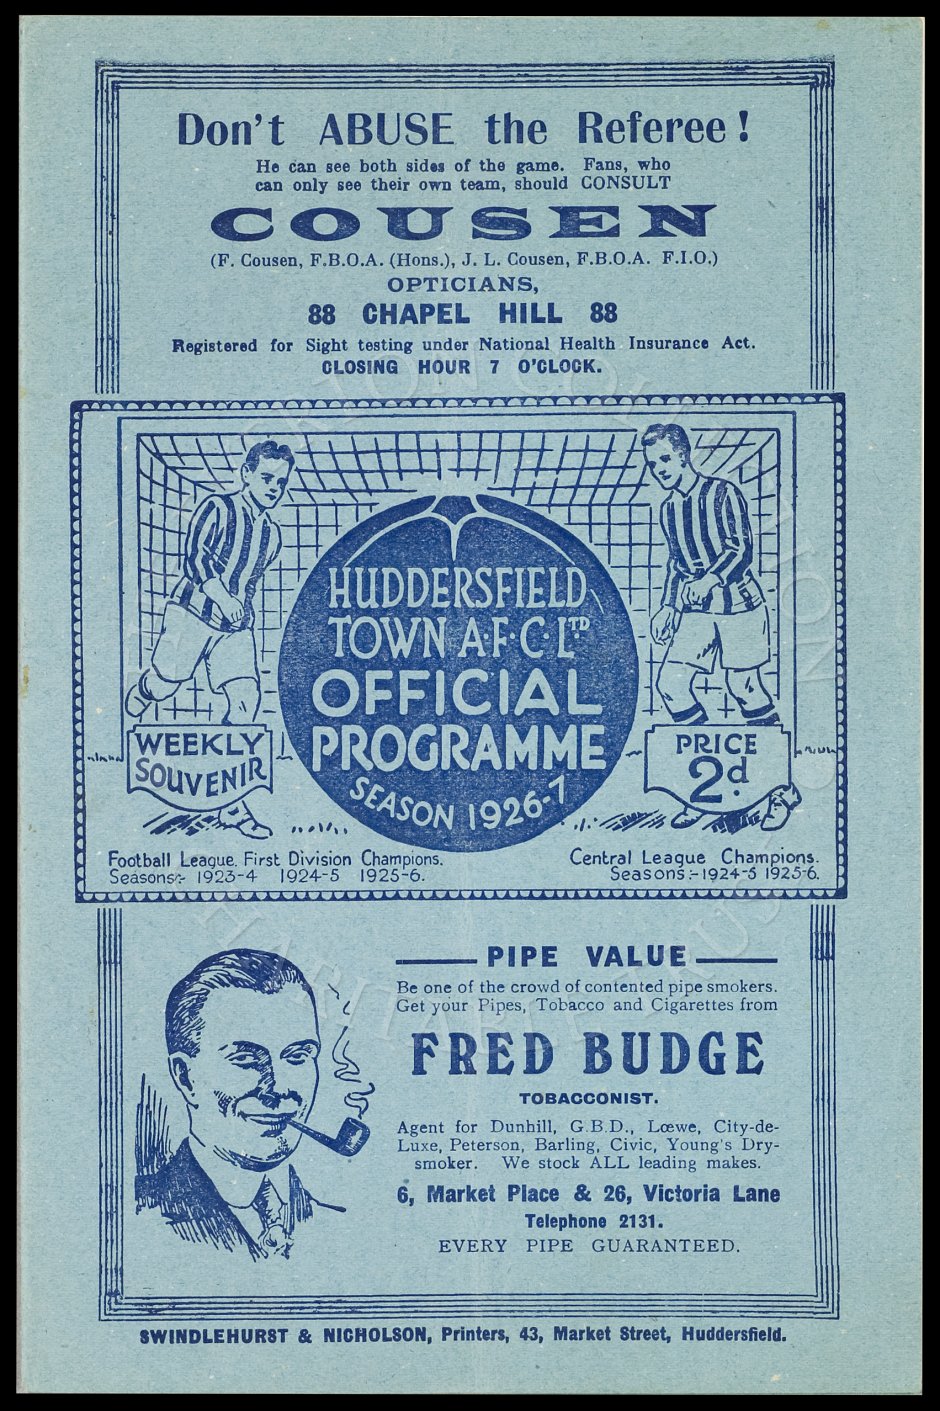 Don't ABUSE the Referee!
He can see both sides of the game. Fans, who
can only see their own team, should CONSULT
COUSEN
(F. Cousen, F.B.O.A. (Hons.), J. L. Cousen, F.B.O.A. F.I.O.)
OPTICIANS,
88 CHAPEL HILL 88
Registered for Sight testing under National Health Insurance Act.
CLOSING HOUR 7 O'CLOCK.
HUDDERSFIELD
TOWN A·F·C·LTD
OFFICIAL
PROGRAMME
SEASON 1926-7
WEEKLY
SOUVENIR
PRICE
2d.
Football League. First Division Champions.
Seasons:- 1923-4 1924-5 1925-6.
Central League Champions.
Seasons:-1924-5 1925-6.
PIPE VALUE
Be one of the crowd of contented pipe smokers.
Get your Pipes, Tobacco and Cigarettes from
FRED BUDGE
TOBACCONIST.
Agent for Dunhill, G.B.D., Lœwe, City-de-
Luxe, Peterson, Barling, Civic, Young's Dry-
smoker. We stock ALL leading makes.
6, Market Place & 26, Victoria Lane
Telephone 2131.
EVERY PIPE GUARANTEED.
SWINDLEHURST & NICHOLSON, Printers, 43, Market Street, Huddersfield.